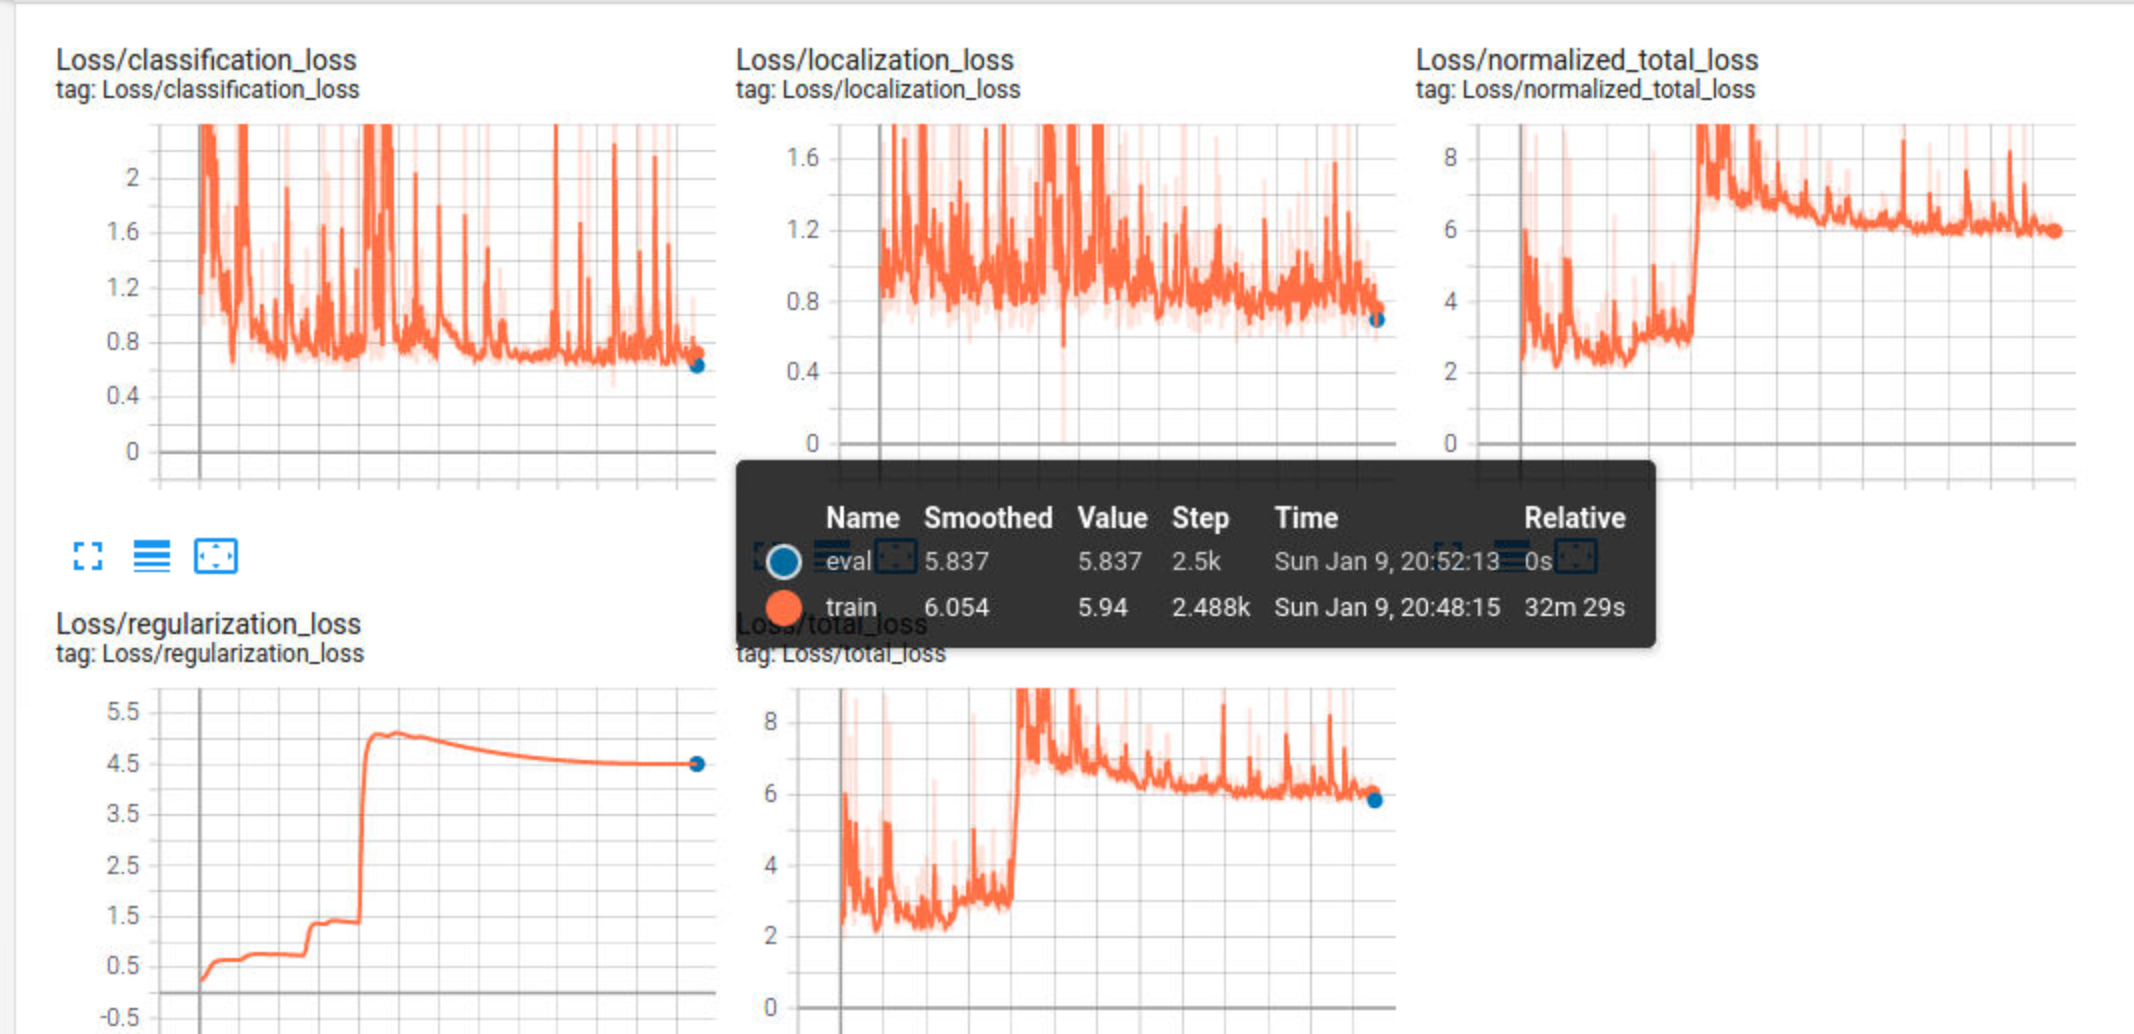 Loss/classification_loss
tag: Loss/classification_loss
2
1.6
1.2
0.8
0.4
0
Loss/localization_loss
tag: Loss/localization_loss
1.6
1.2
0.8
0.4
0
Loss/normalized_total_loss
tag: Loss/normalized_total_loss
8
6
4
2
0
Name Smoothed Value Step Time Relative
eval 5.837 5.837 2.5k Sun Jan 9, 20:52:13 0s
train 6.054 5.94 2.488k Sun Jan 9, 20:48:15 32m 29s
Loss/regularization_loss
tag: Loss/regularization_loss
5.5
4.5
3.5
2.5
1.5
0.5
-0.5
Loss/total_loss
tag: Loss/total_loss
8
6
4
2
0